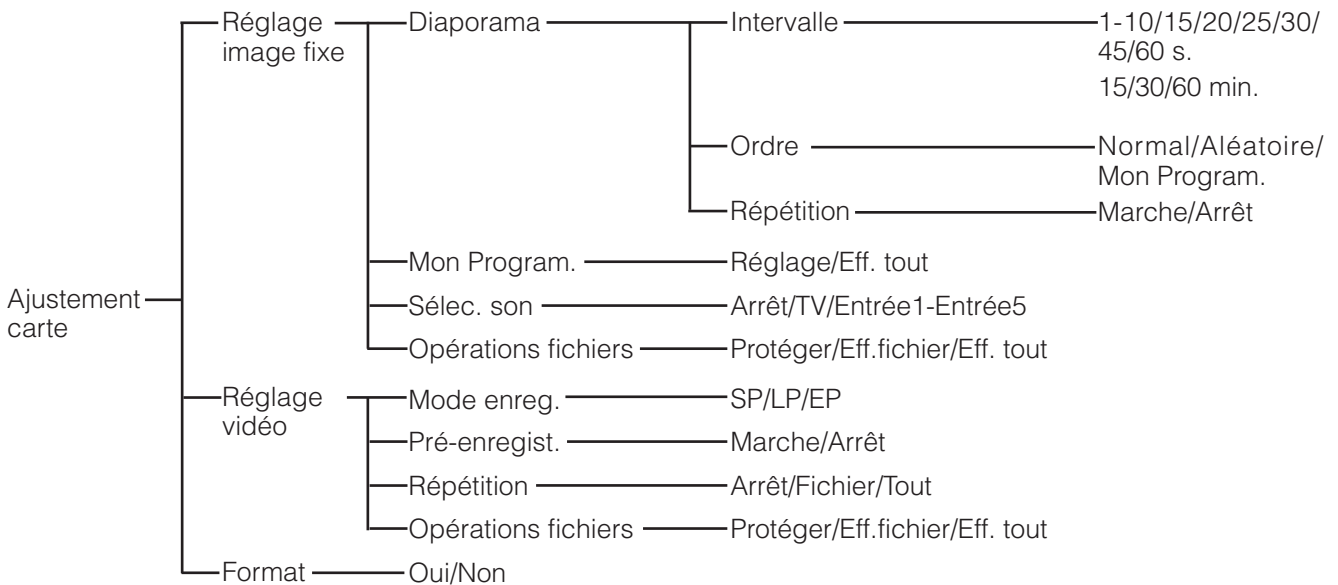 Réglage
image fixe
Diaporama
Intervalle
1-10/15/20/25/30/
45/60 s.
15/30/60 min.
Ordre
Normal/Aléatoire/
Mon Program.
Répétition
Marche/Arrêt
Mon Program.
Réglage/Eff. tout
Ajustement
carte
Sélec. son
Arrêt/TV/Entrée1-Entrée5
Opérations fichiers
Protéger/Eff.fichier/Eff. tout
Réglage
vidéo
Mode enreg.
SP/LP/EP
Pré-enregist.
Marche/Arrêt
Répétition
Arrêt/Fichier/Tout
Opérations fichiers
Protéger/Eff.fichier/Eff. tout
Format
Oui/Non